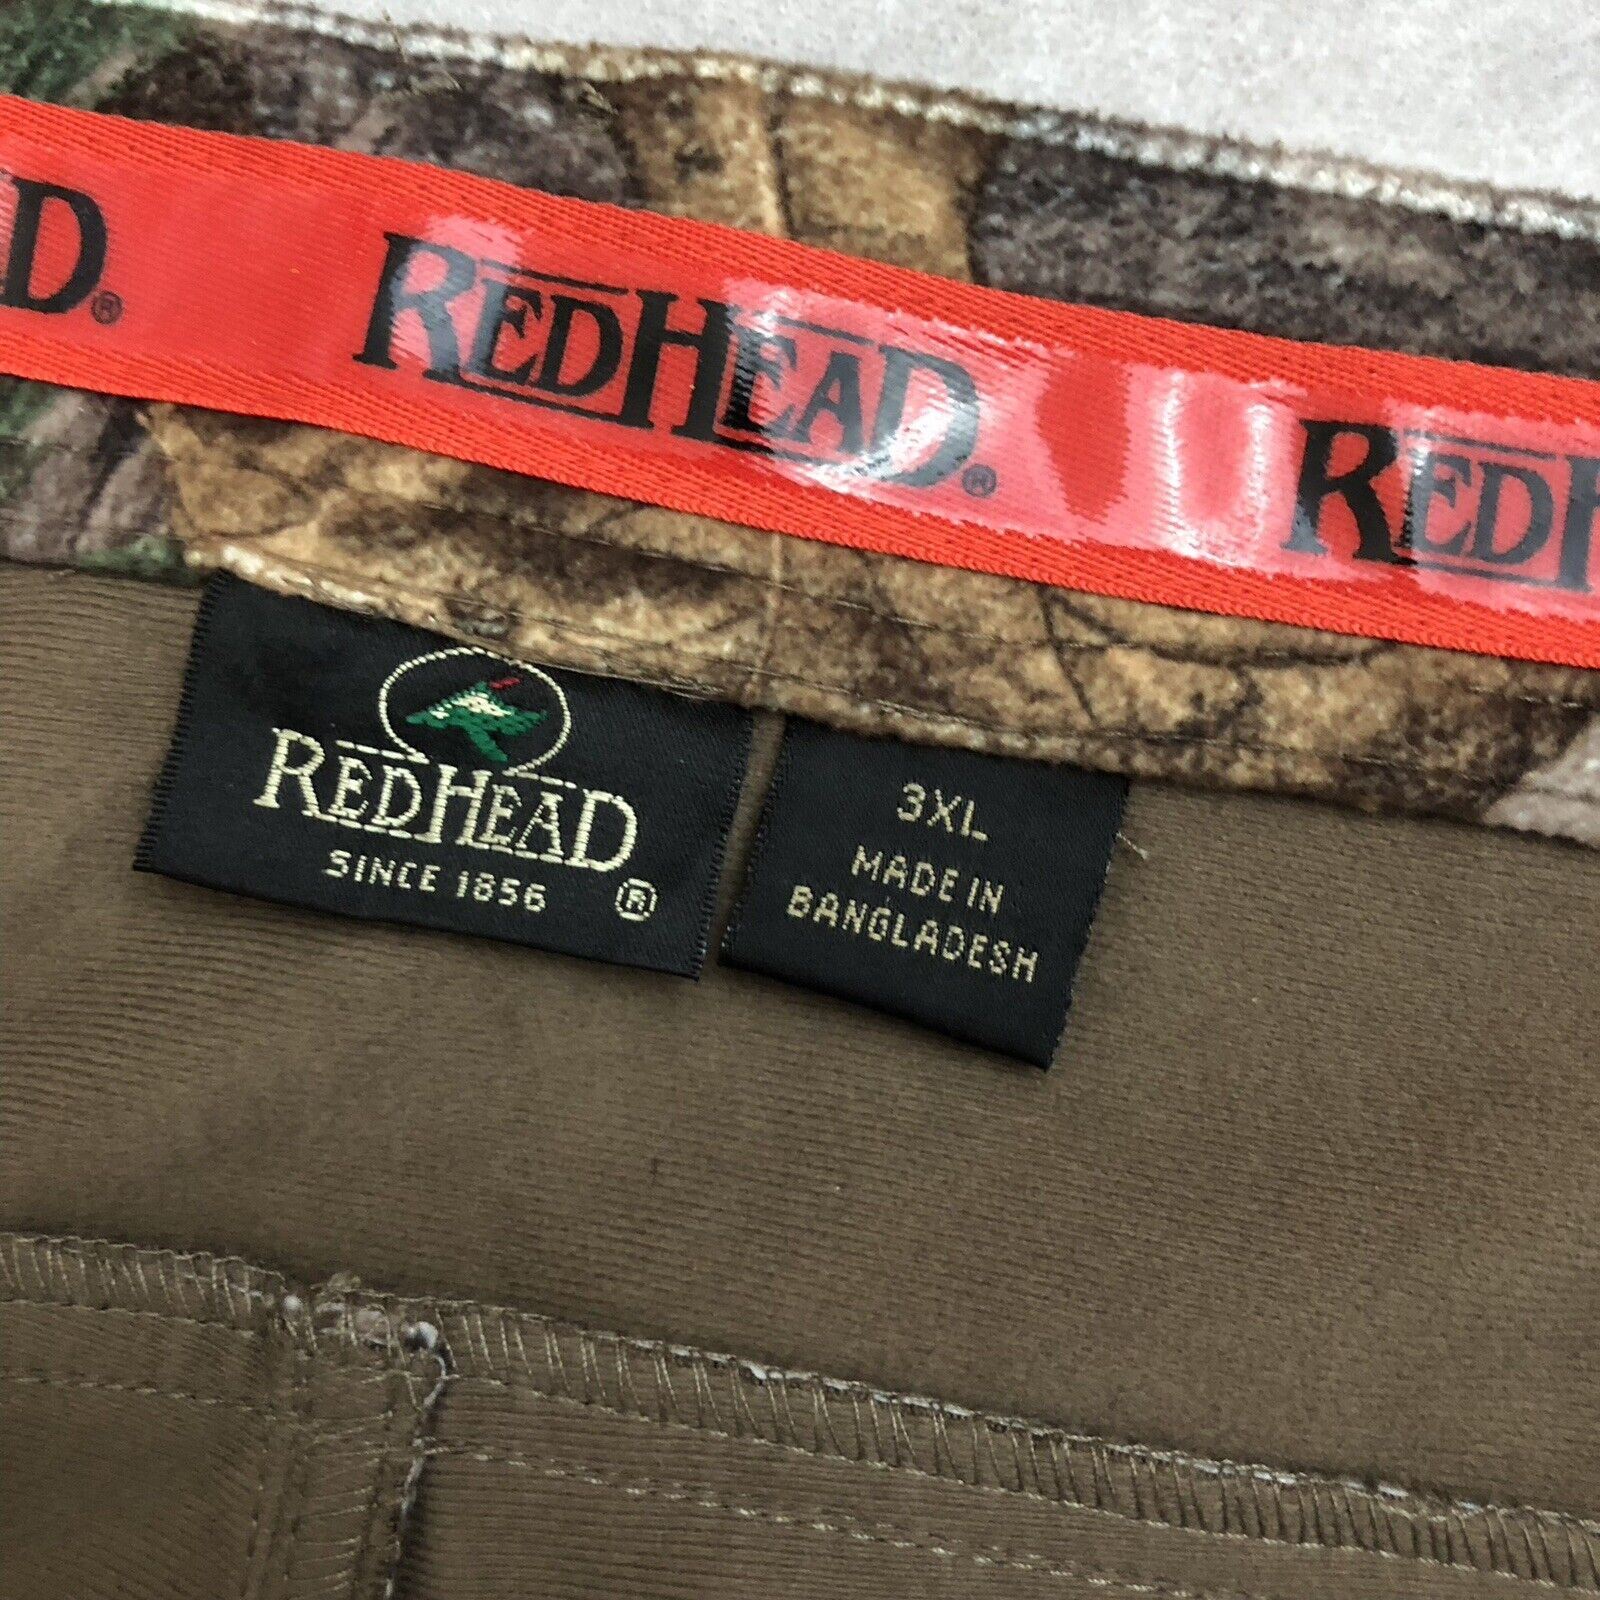 D® REDHEAD® REDH
REDHEAD
SINCE 1856 ®
3XL
MADE IN
BANGLADESH